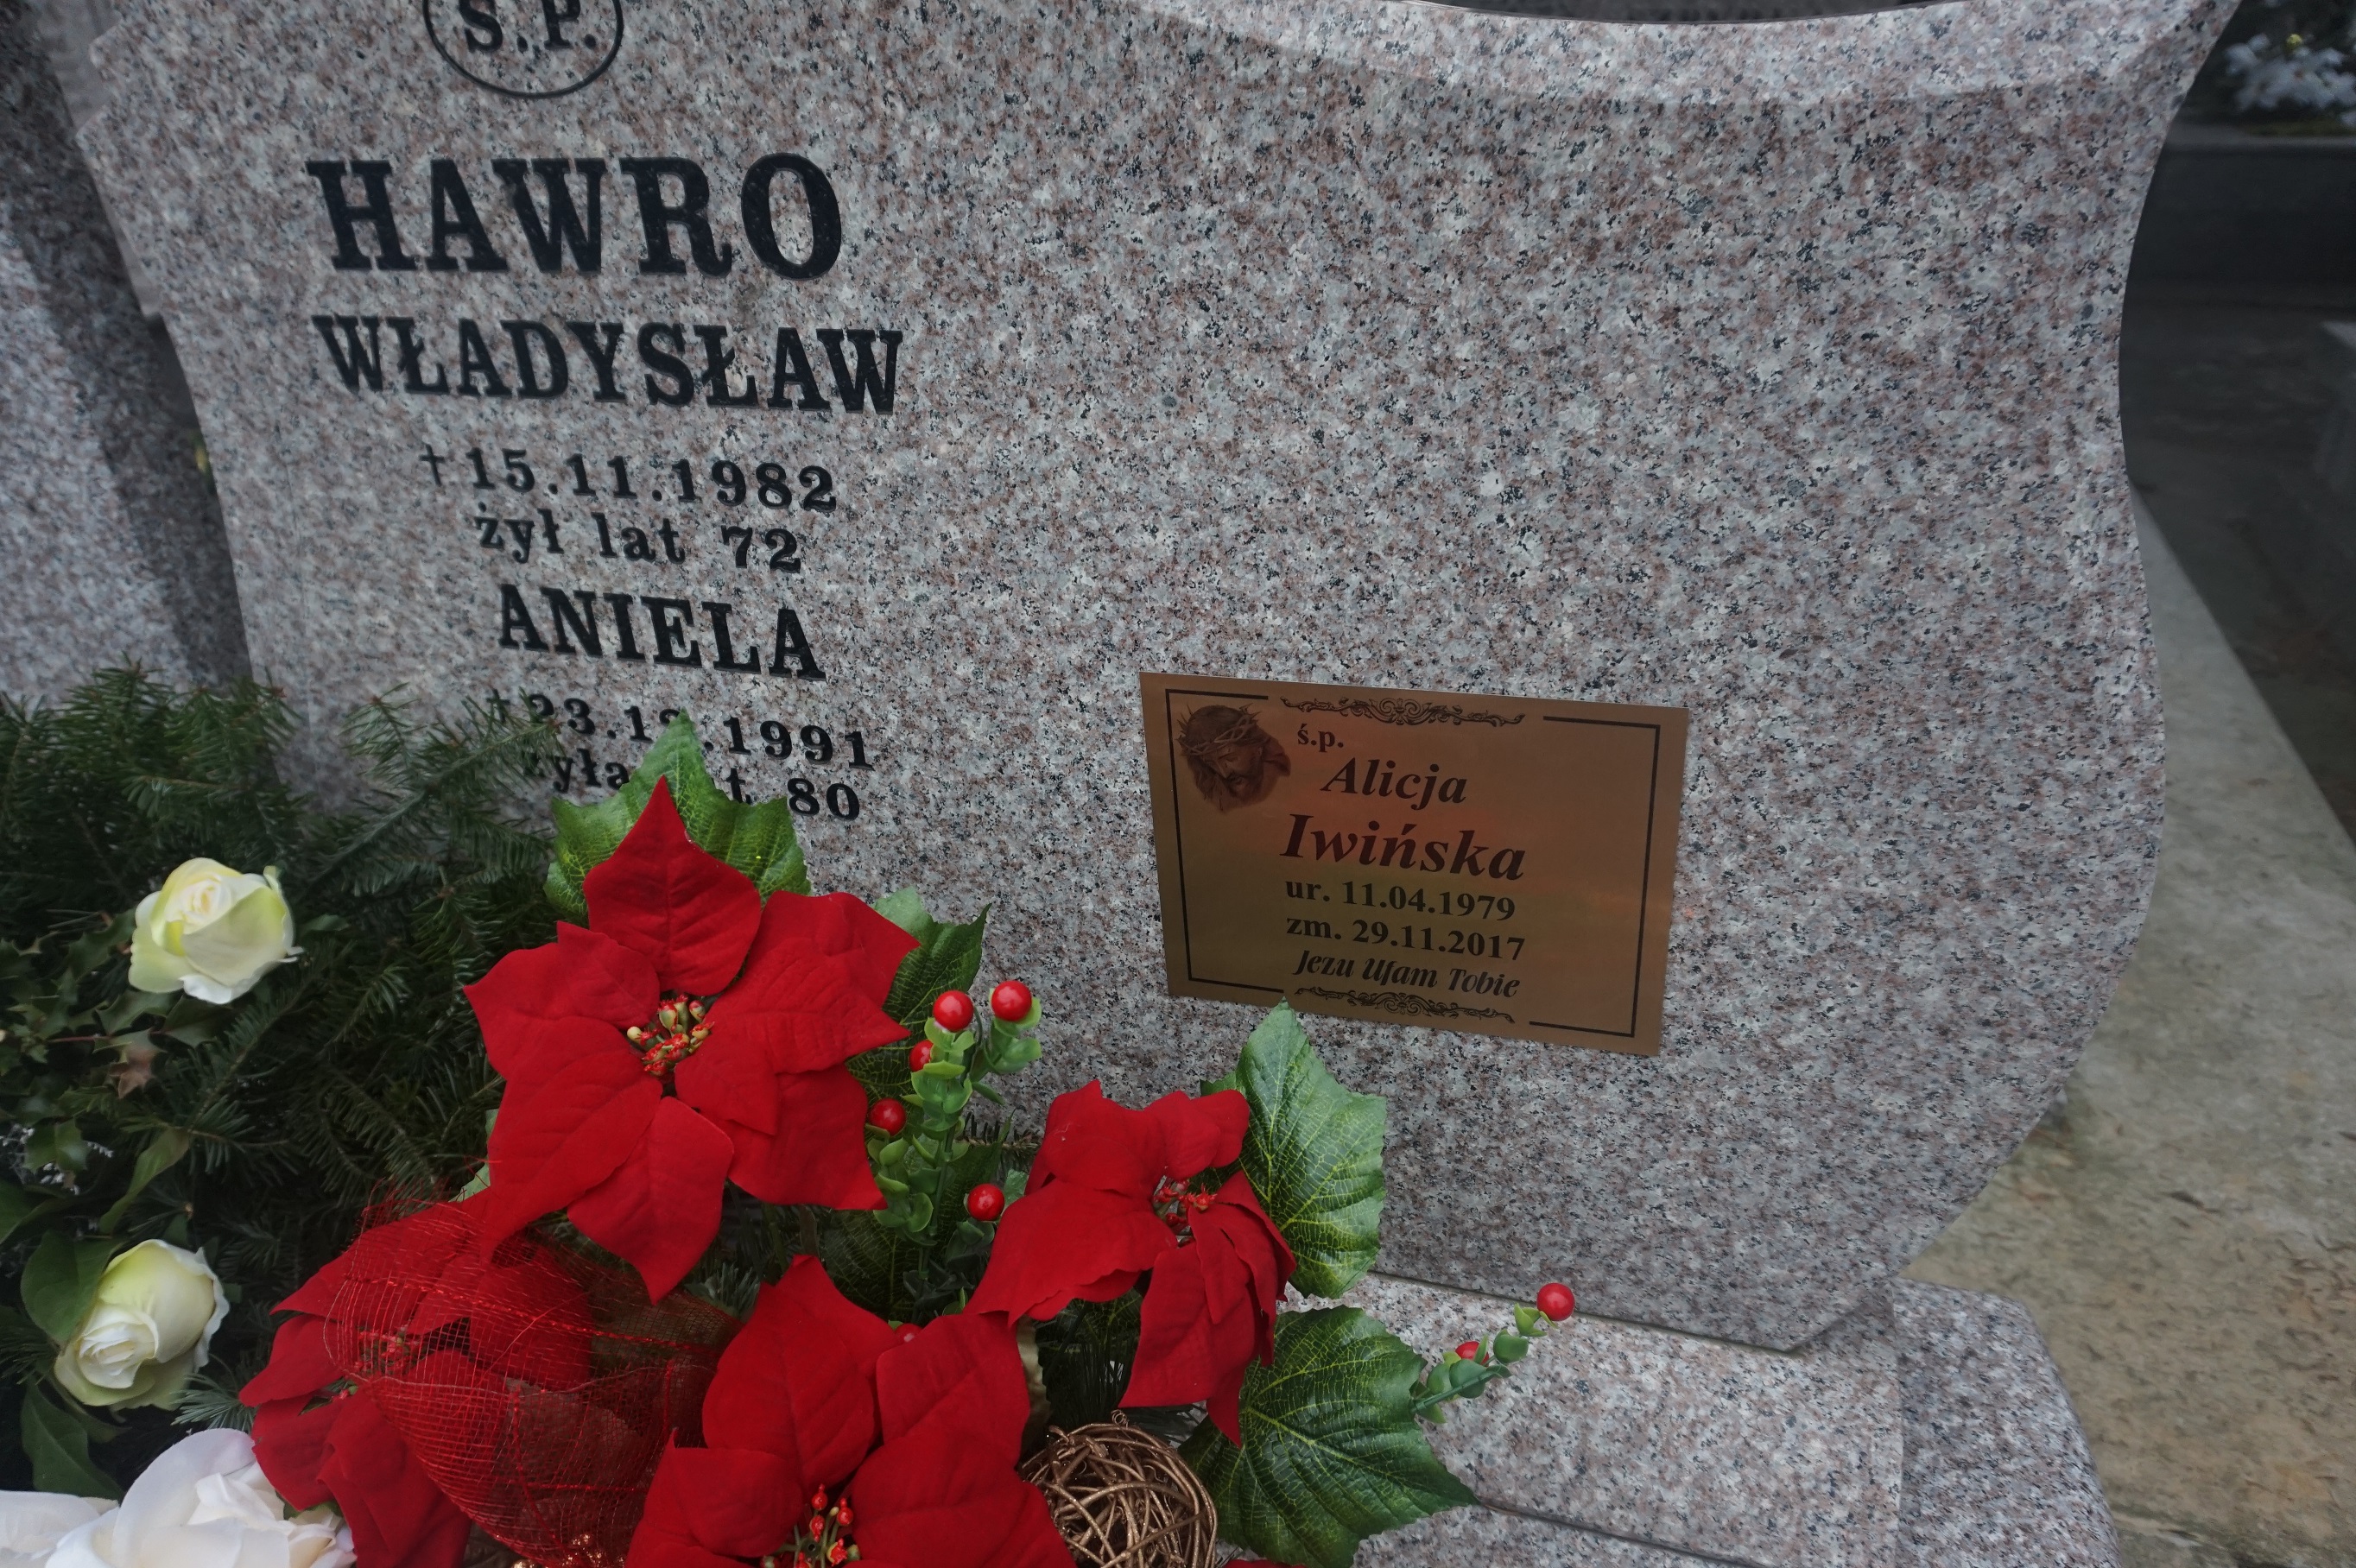 Ś.P.
HAWRO
WŁADYSŁAW
†15.11.1982
żył lat 72
ANIELA
80
ś.p.
Alicja
Iwińska
ur. 11.04.1979
zm. 29.11.2017
Jezu Ufam Tobie